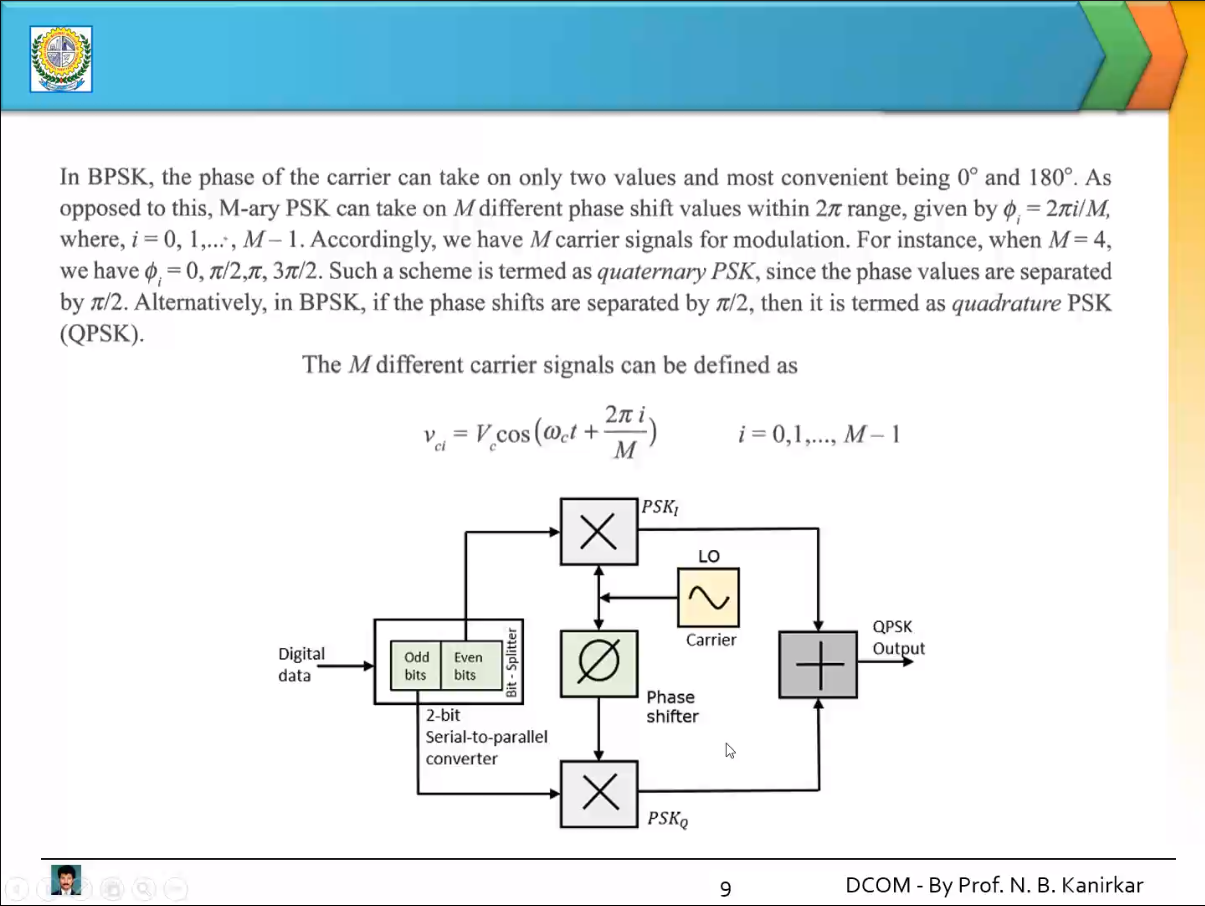 In BPSK, the phase of the carrier can take on only two values and most convenient being 0° and 180°. As
opposed to this, M-ary PSK can take on M different phase shift values within 2π range, given by ϕᵢ = 2πi/M,
where, i = 0, 1,..., M – 1. Accordingly, we have M carrier signals for modulation. For instance, when M = 4,
we have ϕᵢ = 0, π/2,π, 3π/2. Such a scheme is termed as quaternary PSK, since the phase values are separated
by π/2. Alternatively, in BPSK, if the phase shifts are separated by π/2, then it is termed as quadrature PSK
(QPSK).
The M different carrier signals can be defined as
v_ci = V_c cos(ω_c t + 2π i / M) i = 0,1,..., M – 1
PSK_I
LO
Carrier
Digital
data
Odd
bits
Even
bits
Bit - Splitter
2-bit
Serial-to-parallel
converter
Phase
shifter
QPSK
Output
PSK_Q
9
DCOM - By Prof. N. B. Kanirkar